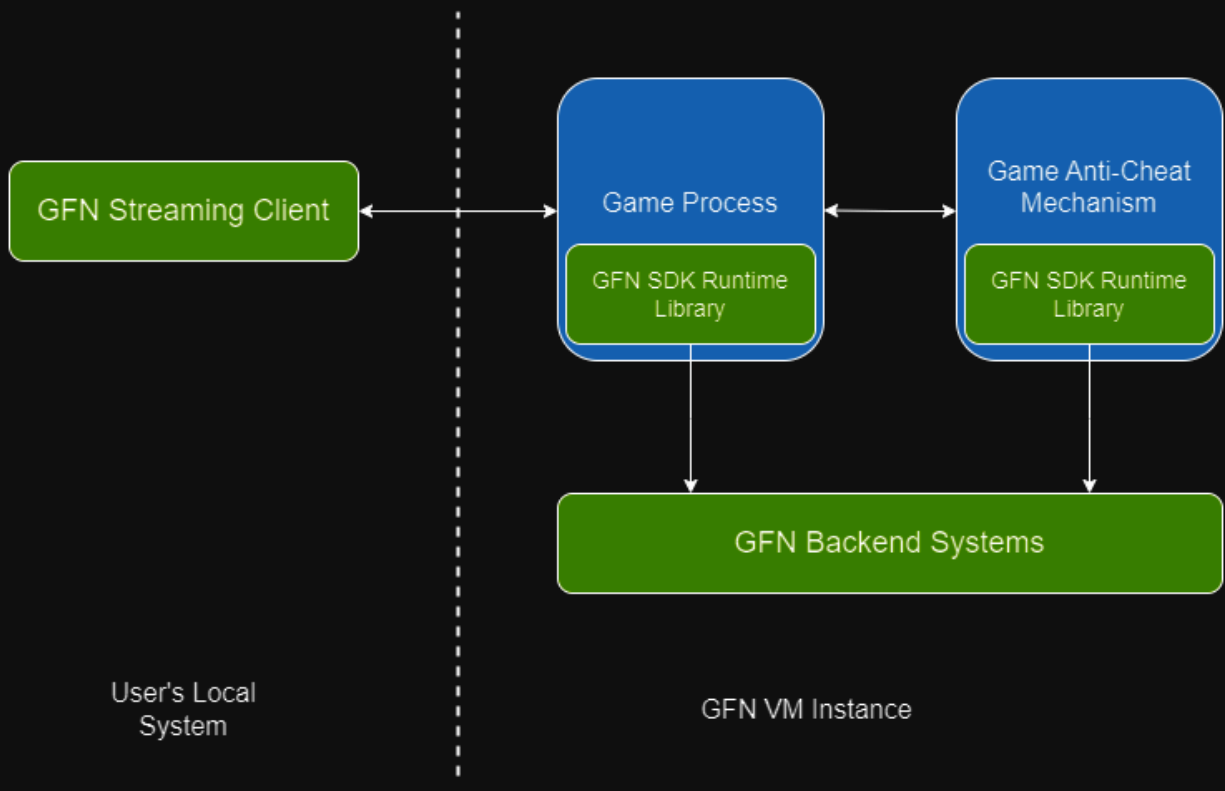 GFN Streaming Client
Game Process
GFN SDK Runtime
Library
Game Anti-Cheat
Mechanism
GFN SDK Runtime
Library
GFN Backend Systems
User's Local
System
GFN VM Instance